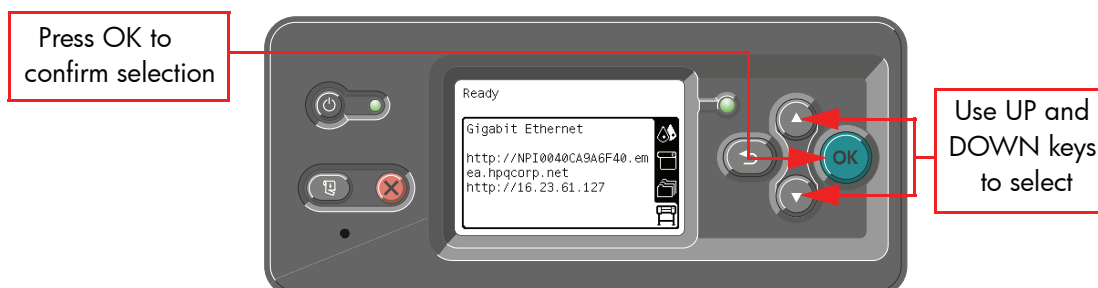 Press OK to
confirm selection
Ready
Gigabit Ethernet
http://NPI0040CA9A6F40.em
ea.hpqcorp.net
http://16.23.61.127
OK
Use UP and
DOWN keys
to select